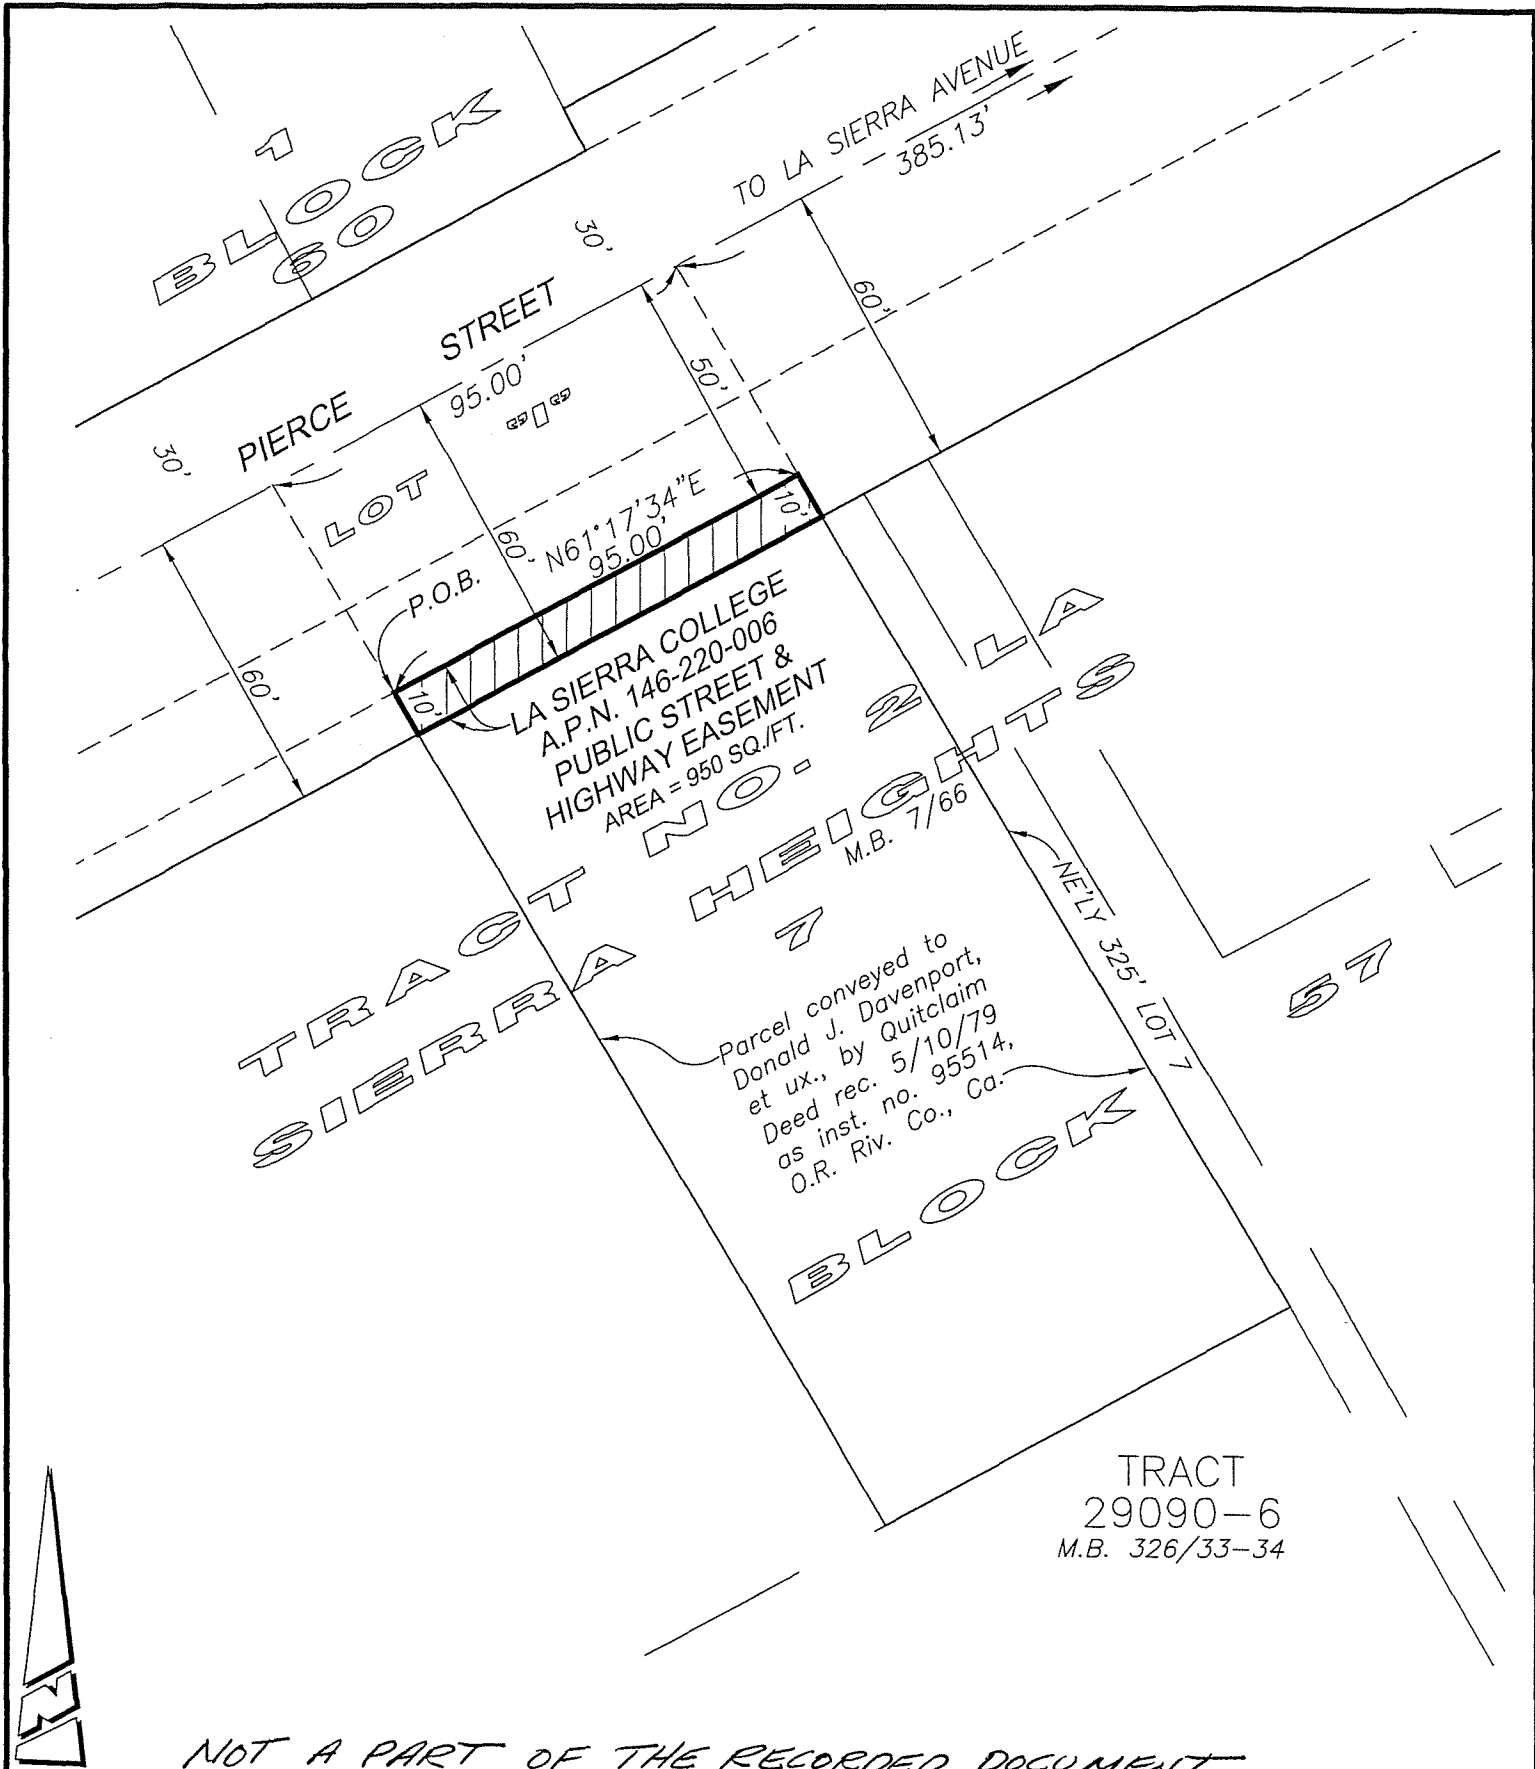 1
BLOCK
60
TO LA SIERRA AVENUE
385.13'
30'
60'
PIERCE STREET
95.00'
50'
"I"
30'
LOT
N61°17'34"E
95.00'
10'
60'
P.O.B.
60'
10'
LA SIERRA COLLEGE
A.P.N. 146-220-006
PUBLIC STREET &
HIGHWAY EASEMENT
AREA = 950 SQ./FT.
TRACT NO. 2 LA
SIERRA HEIGHTS
M.B. 7/66
7
NE'LY 325' LOT 7
57
Parcel conveyed to
Donald J. Davenport,
et ux., by Quitclaim
Deed rec. 5/10/79
as inst. no. 95514,
O.R. Riv. Co., Ca.
BLOCK
TRACT
29090-6
M.B. 326/33-34
N
NOT A PART OF THE RECORDED DOCUMENT